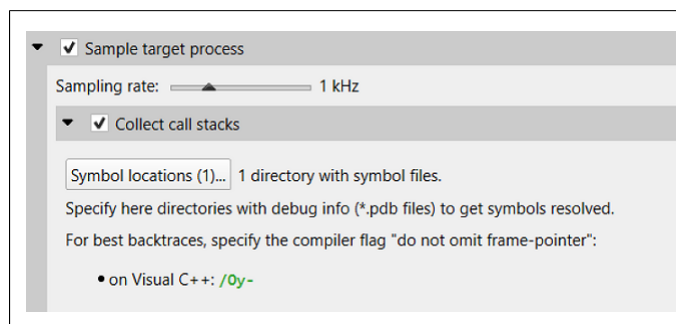 Sample target process
Sampling rate: 1 kHz
Collect call stacks
Symbol locations (1)... 1 directory with symbol files.
Specify here directories with debug info (*.pdb files) to get symbols resolved.
For best backtraces, specify the compiler flag "do not omit frame-pointer":
• on Visual C++: /Oy-